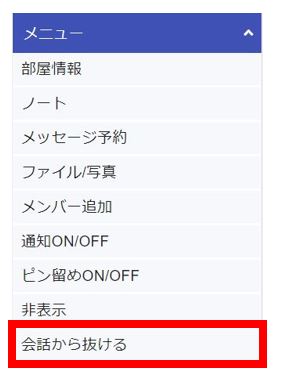 メニュー
部屋情報
ノート
メッセージ予約
ファイル/写真
メンバー追加
通知ON/OFF
ピン留めON/OFF
非表示
会話から抜ける